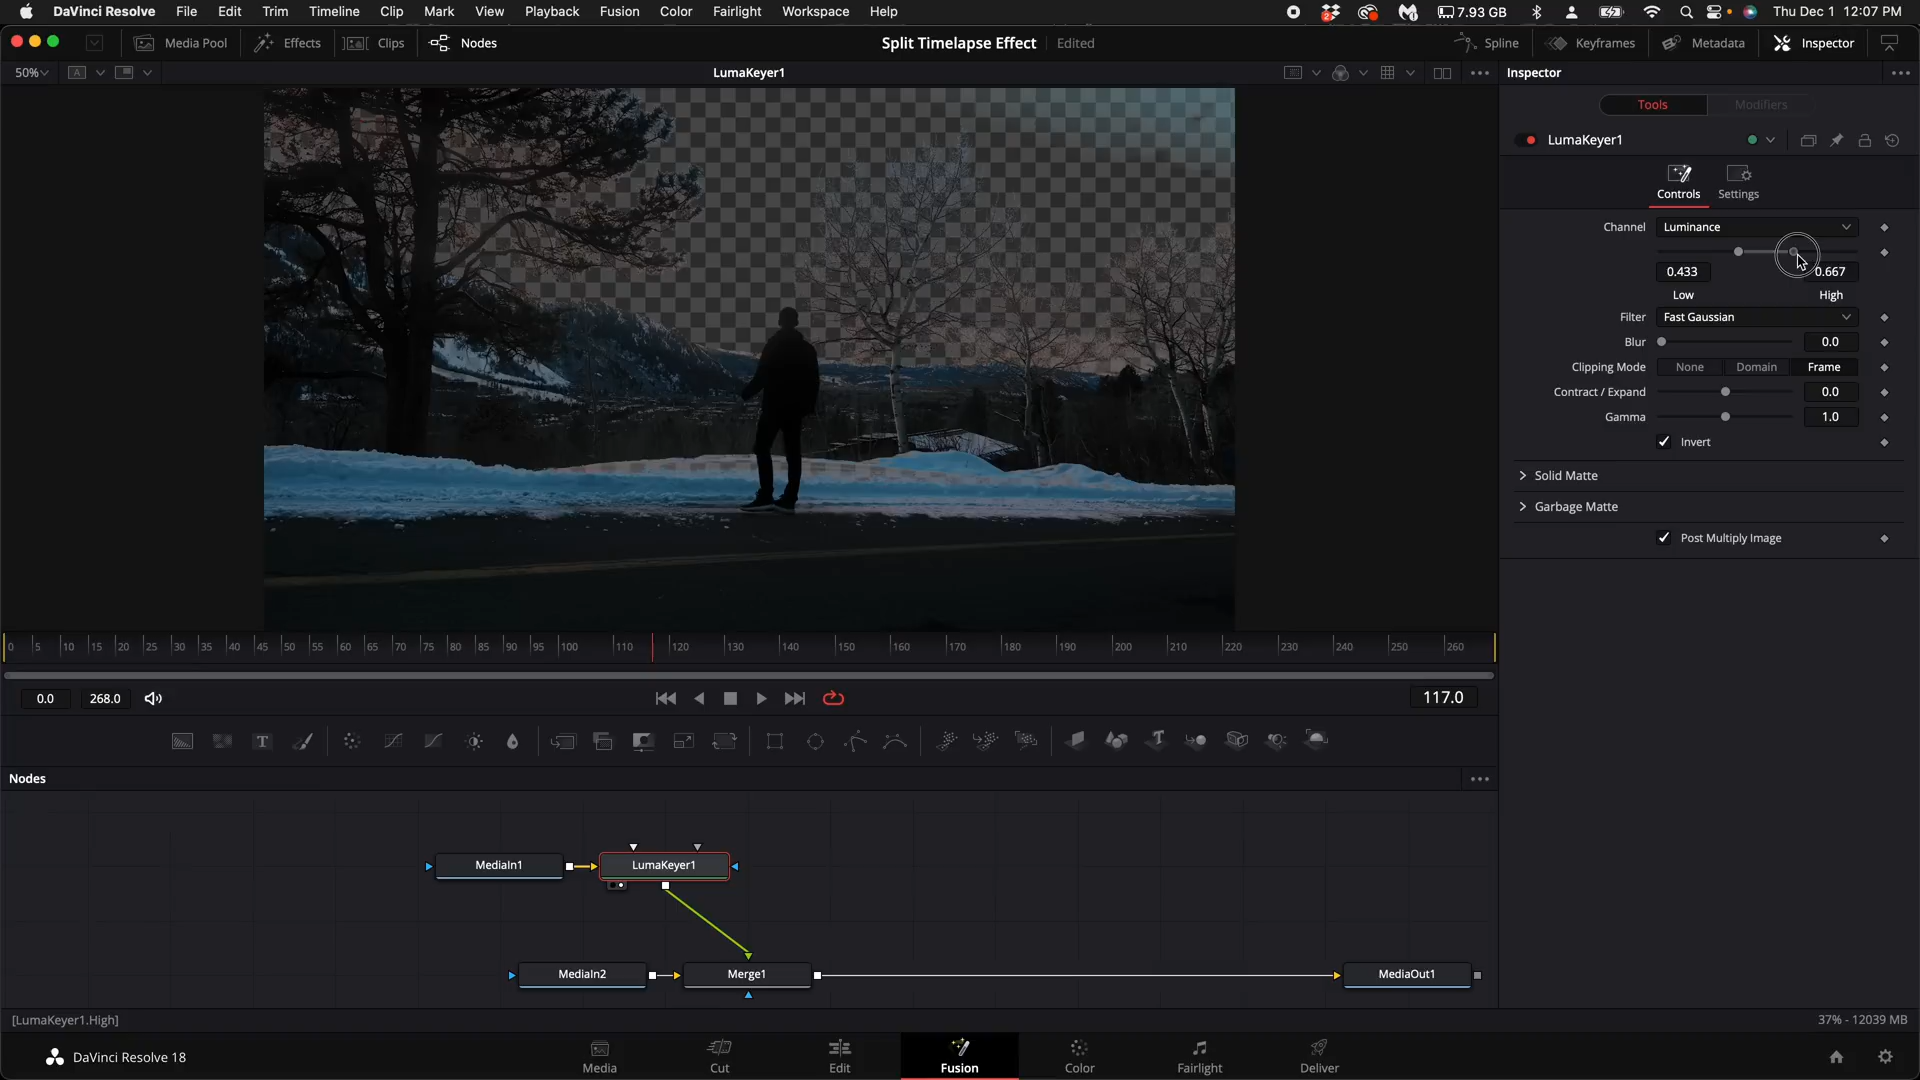 DaVinci Resolve File Edit Trim Timeline Clip Mark View Playback Fusion Color Fairlight Workspace Help 2 7.93 GB Thu Dec 1 12:07 PM
Media Pool Effects Clips Nodes Split Timelapse Effect Edited Spline Keyframes Metadata Inspector
50% A LumaKeyer1 Inspector
Tools Modifiers
LumaKeyer1
Controls Settings
Channel Luminance
0.433 0.667
Low High
Filter Fast Gaussian
Blur 0.0
Clipping Mode None Domain Frame
Contract / Expand 0.0
Gamma 1.0
Invert
Solid Matte
Garbage Matte
Post Multiply Image
0 5 10 15 20 25 30 35 40 45 50 55 60 65 70 75 80 85 90 95 100 110 120 130 140 150 160 170 180 190 200 210 220 230 240 250 260
0.0 268.0 117.0
T T
Nodes
MediaIn1 LumaKeyer1
MediaIn2 Merge1 MediaOut1
[LumaKeyer1.High] 37% - 12039 MB
DaVinci Resolve 18 Media Cut Edit Fusion Color Fairlight Deliver